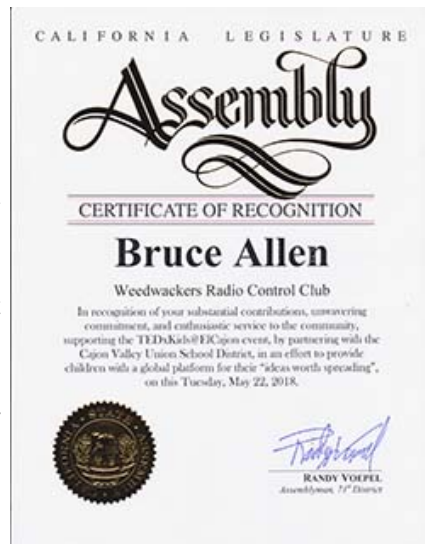 CALIFORNIA LEGISLATURE
Assembly
CERTIFICATE OF RECOGNITION
Bruce Allen
Weedwackers Radio Control Club
In recognition of your substantial contributions, unwavering
commitment, and enthusiastic service to the community,
supporting the TEDxKids@ElCajon event, by partnering with the
Cajon Valley Union School District, in an effort to provide
children with a global platform for their "ideas worth spreading",
on this Tuesday, May 22, 2018.
RANDY VOEPEL
Assemblyman, 71st District